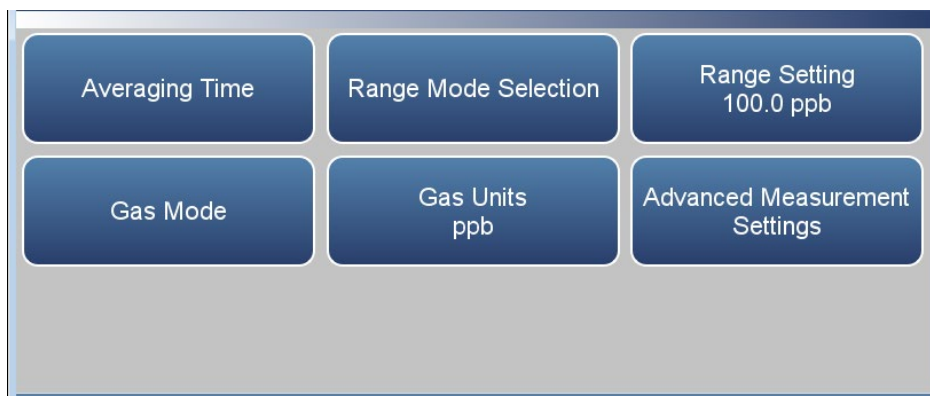 Averaging Time
Range Mode Selection
Range Setting
100.0 ppb
Gas Mode
Gas Units
ppb
Advanced Measurement
Settings